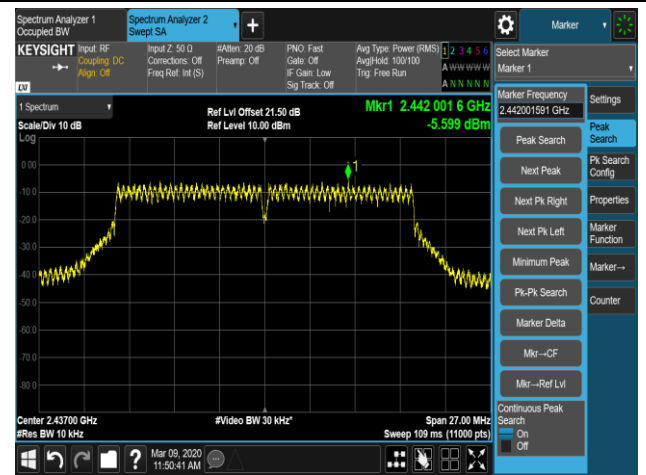 Spectrum Analyzer 1
Occupied BW
Spectrum Analyzer 2
Swept SA
Marker
KEYSIGHT
Input: RF
Coupling: DC
Align: Off
Input Z: 50 Ω
Corrections: Off
Freq Ref: Int (S)
#Atten: 20 dB
Preamp: Off
PNO: Fast
Gate: Off
IF Gain: Low
Sig Track: Off
Avg Type: Power (RMS)
Avg|Hold: 100/100
Trig: Free Run
1 2 3 4 5 6
A W W W W W
A N N N N N
LXI
Select Marker
Marker 1
1 Spectrum
Scale/Div 10 dB
Log
Ref Lvl Offset 21.50 dB
Ref Level 10.00 dBm
Mkr1 2.442 001 6 GHz
-5.599 dBm
1
0.00
-10.0
-20.0
-30.0
-40.0
-50.0
-60.0
-70.0
-80.0
Center 2.43700 GHz
#Res BW 10 kHz
#Video BW 30 kHz*
Span 27.00 MHz
Sweep 109 ms (11000 pts)
Marker Frequency
2.442001591 GHz
Peak Search
Next Peak
Next Pk Right
Next Pk Left
Minimum Peak
Pk-Pk Search
Marker Delta
Mkr→CF
Mkr→Ref Lvl
Continuous Peak
Search
On
Off
Settings
Peak
Search
Pk Search
Config
Properties
Marker
Function
Marker→
Counter
?
Mar 09, 2020
11:50:41 AM